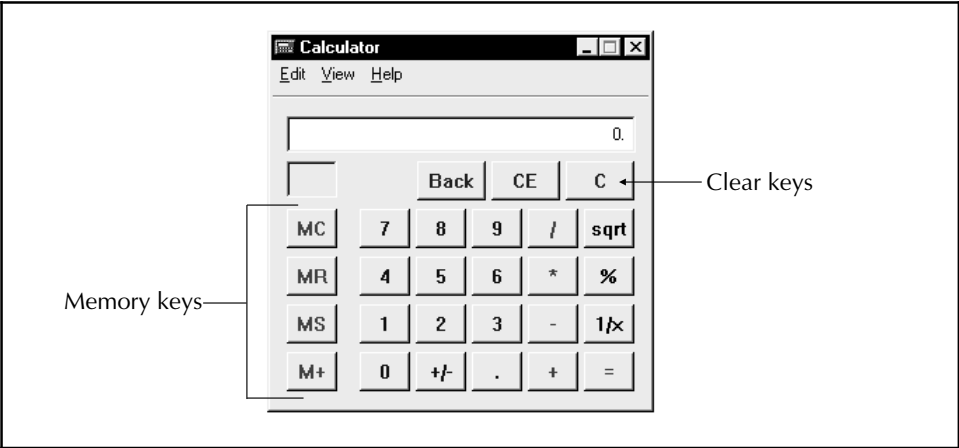 Calculator
Edit View Help
0.
Back CE C
Clear keys
MC 7 8 9 / sqrt
MR 4 5 6 * %
Memory keys
MS 1 2 3 - 1/x
M+ 0 +/- . + =